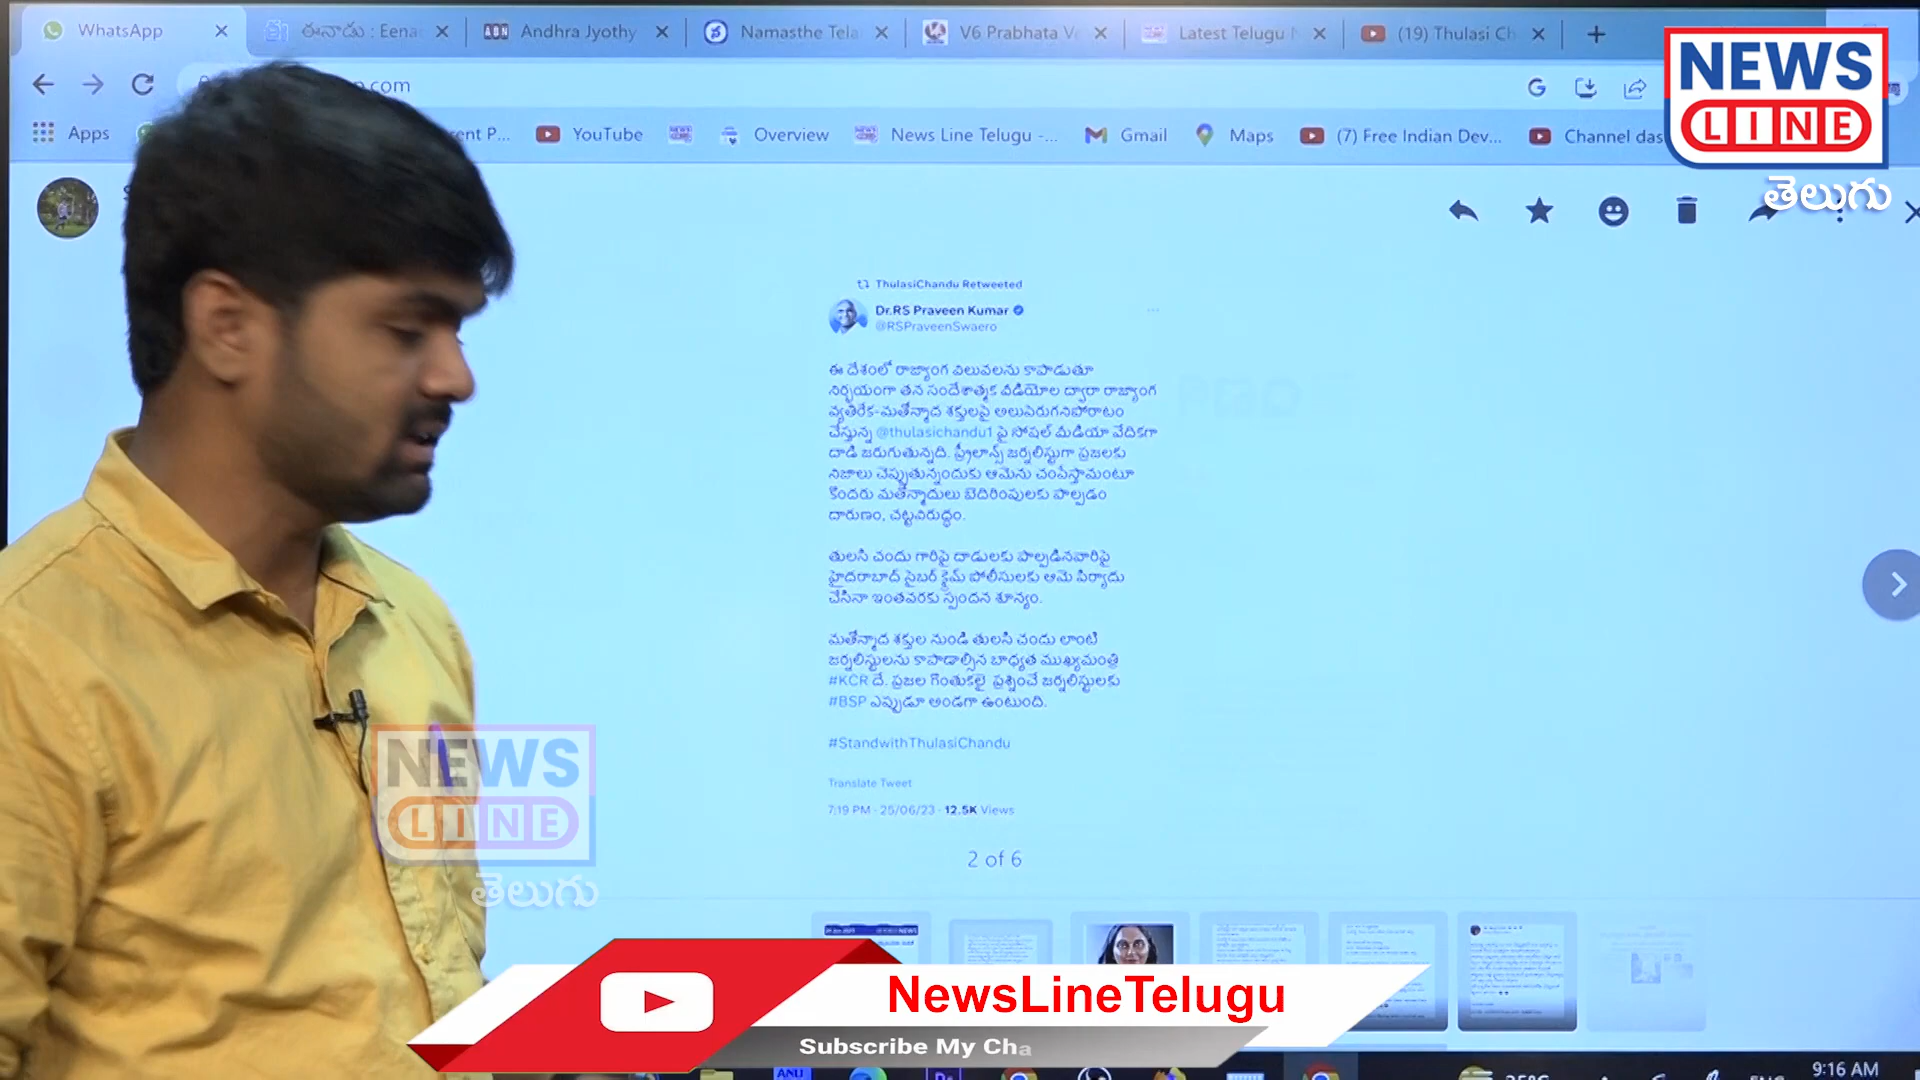 WhatsApp
ఈనాడు : Eena
Andhra Jyothy
Namasthe Tela
V6 Prabhata Ve
Latest Telugu N
(19) Thulasi Ch
.com
Apps
rent P...
YouTube
Overview
News Line Telugu -...
Gmail
Maps
(7) Free Indian Dev...
Channel das
NEWS
LINE
తెలుగు
ThulasiChandu Retweeted
Dr.RS Praveen Kumar
@RSPraveenSwaero
ఈ దేశంలో రాజ్యాంగ విలువలను కాపాడుతూ
నిర్భయంగా తన సందేశాత్మక వీడియోల ద్వారా రాజ్యాంగ
వ్యతిరేక-మతోన్మాద శక్తులపై అలుపెరుగనిపోరాటం
చేస్తున్న @thulasichandu1 పై సోషల్ మీడియా వేదికగా
దాడి జరుగుతున్నది. ఫ్రీలాన్స్ జర్నలిస్టుగా ప్రజలకు
నిజాలు చెప్పుతున్నందుకు ఆమెను చంపేస్తామంటూ
కొందరు మతోన్మాదులు బెదిరింపులకు పాల్పడం
దారుణం, చట్టవిరుద్ధం.
తులసి చందు గారిపై దాడులకు పాల్పడినవారిపై
హైదరాబాద్ సైబర్ క్రైమ్ పోలీసులకు ఆమె పిర్యాదు
చేసినా ఇంతవరకు స్పందన శూన్యం.
మతోన్మాద శక్తుల నుండి తులసి చందు లాంటి
జర్నలిస్టులను కాపాడాల్సిన బాధ్యత ముఖ్యమంత్రి
#KCR దే. ప్రజల గొంతుకలై ప్రశ్నించే జర్నలిస్టులకు
#BSP ఎప్పుడూ అండగా ఉంటుంది.
#StandwithThulasiChandu
Translate Tweet
7:19 PM · 25/06/23 · 12.5K Views
2 of 6
NEWS
LINE
తెలుగు
NewsLineTelugu
Subscribe My Cha
9:16 AM